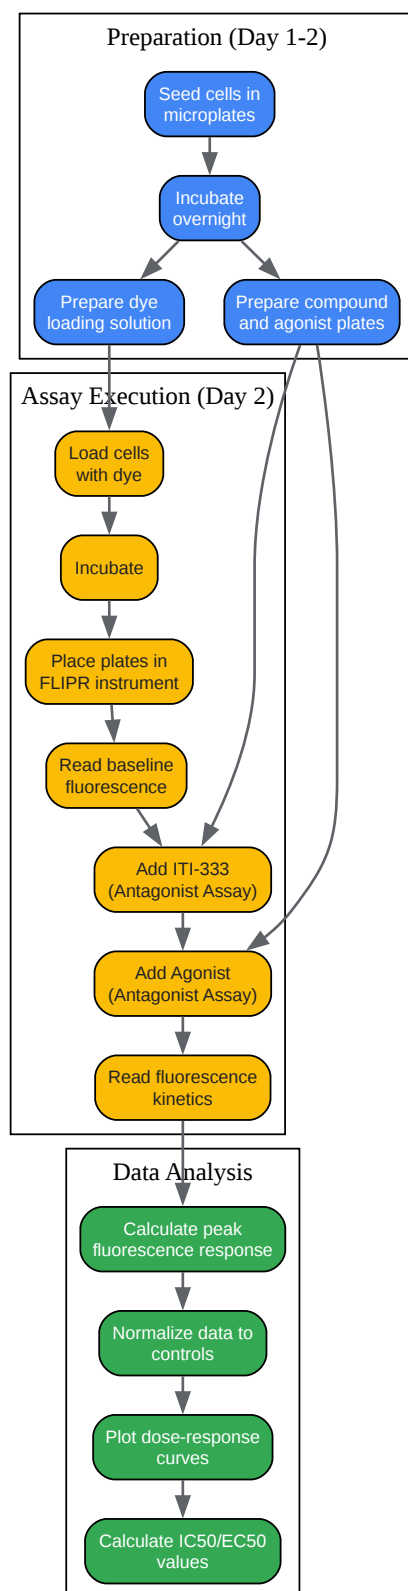 Preparation (Day 1-2)
Seed cells in
microplates
Incubate
overnight
Prepare dye
loading solution
Prepare compound
and agonist plates
Assay Execution (Day 2)
Load cells
with dye
Incubate
Place plates in
FLIPR instrument
Read baseline
fluorescence
Add ITI-333
(Antagonist Assay)
Add Agonist
(Antagonist Assay)
Read fluorescence
kinetics
Data Analysis
Calculate peak
fluorescence response
Normalize data to
controls
Plot dose-response
curves
Calculate IC50/EC50
values